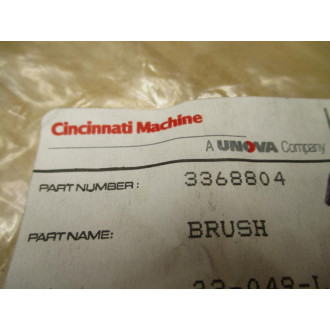 Cincinnati Machine
A UNOVA Company
PART NUMBER: 3368804
PART NAME: BRUSH